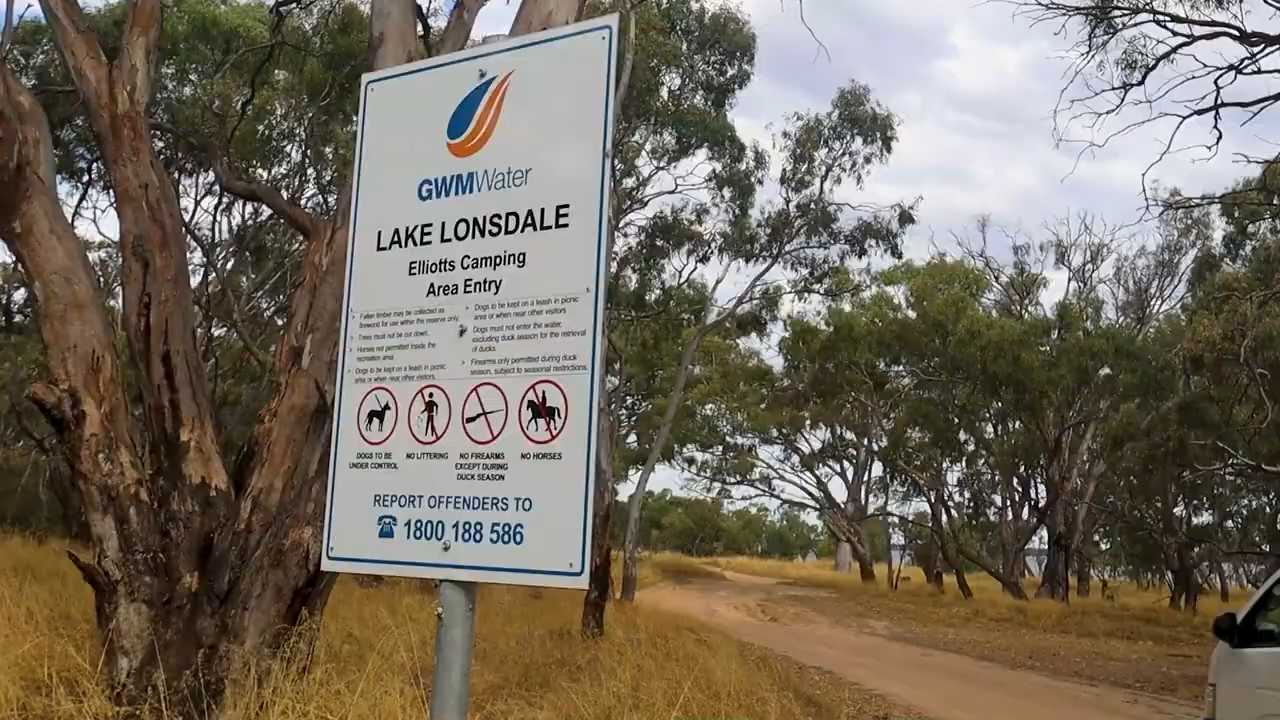 GWMWater
LAKE LONSDALE
Elliotts Camping
Area Entry
Fallen timber may be collected as
firewood for use within the reserve only
Trees must not be cut down.
Horses not permitted inside the
recreation area.
Dogs to be kept on a leash in picnic
area or when near other visitors.
Dogs to be kept on a leash in picnic
area or when near other visitors
Dogs must not enter the water,
excluding duck season for the retrieval
of ducks.
Firearms only permitted during duck
season, subject to seasonal restrictions.
DOGS TO BE
UNDER CONTROL
NO LITTERING
NO FIREARMS
EXCEPT DURING
DUCK SEASON
NO HORSES
REPORT OFFENDERS TO
1800 188 586